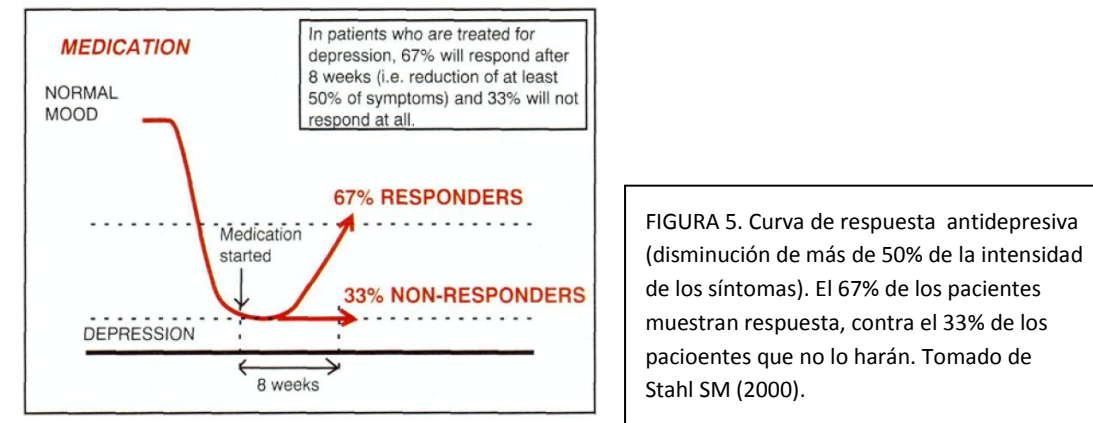 MEDICATION
In patients who are treated for
depression, 67% will respond after
8 weeks (i.e. reduction of at least
50% of symptoms) and 33% will not
respond at all.
NORMAL
MOOD
67% RESPONDERS
Medication
started
33% NON-RESPONDERS
DEPRESSION
8 weeks
FIGURA 5. Curva de respuesta antidepresiva
(disminución de más de 50% de la intensidad
de los síntomas). El 67% de los pacientes
muestran respuesta, contra el 33% de los
pacioentes que no lo harán. Tomado de
Stahl SM (2000).